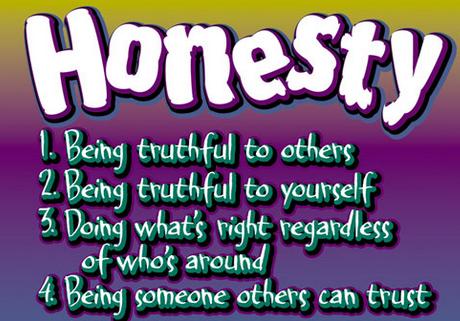 Honesty
1. Being truthful to others
2. Being truthful to yourself
3. Doing what's right regardless
of who's around
4. Being someone others can trust